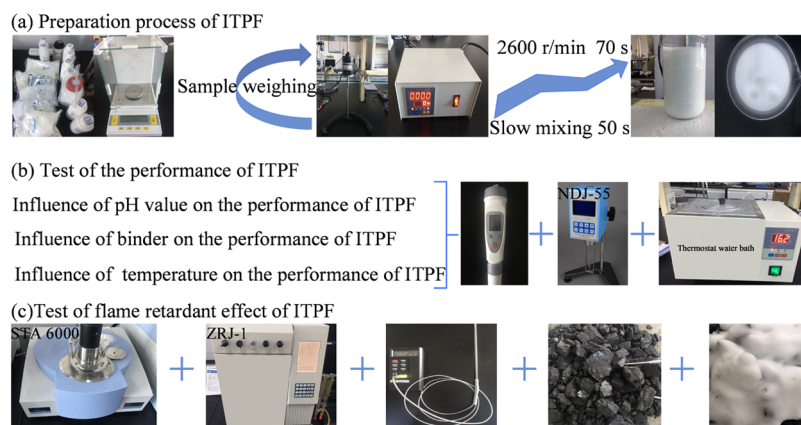 (a) Preparation process of ITPF
Sample weighing
2600 r/min 70 s
Slow mixing 50 s
(b) Test of the performance of ITPF
Influence of pH value on the performance of ITPF
Influence of binder on the performance of ITPF
Influence of temperature on the performance of ITPF
NDJ-55
Thermostat water bath
16.2
(c)Test of flame retardant effect of ITPF
STA 6000
ZRJ-1